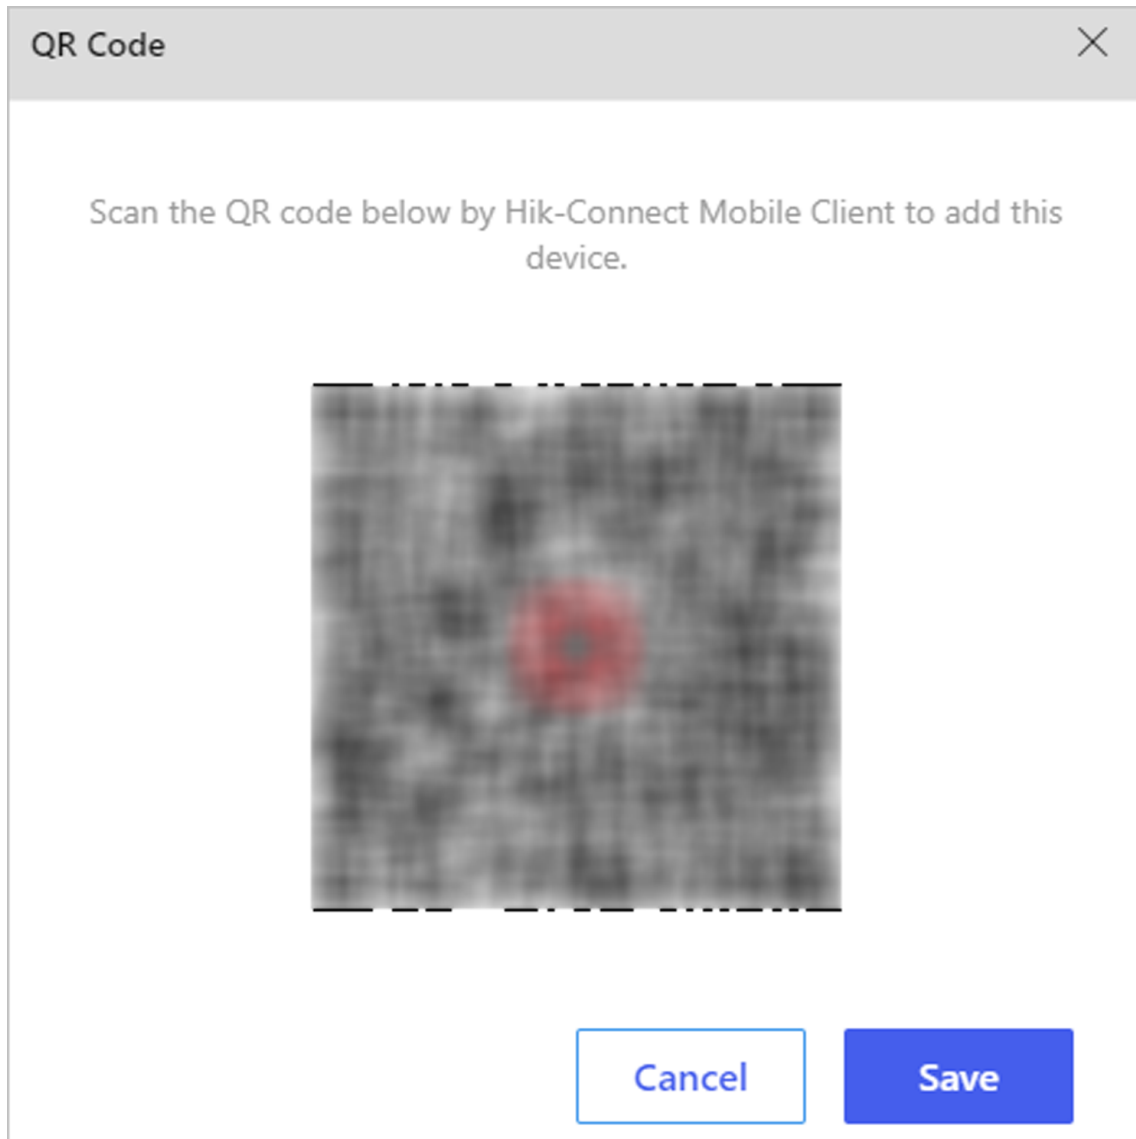 QR Code
Scan the QR code below by Hik-Connect Mobile Client to add this
device.
Cancel
Save